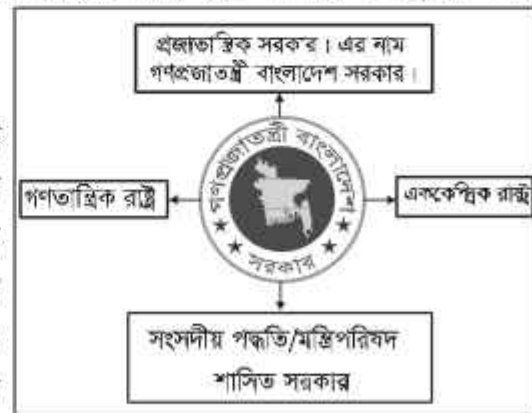 প্রজাতান্ত্রিক সরকার। এর নাম
গণপ্রজাতন্ত্রী বাংলাদেশ সরকার।
গণপ্রজাতন্ত্রী বাংলাদেশ
সরকার
গণতান্ত্রিক রাষ্ট্র
এককেন্দ্রিক রাষ্ট্র
সংসদীয় পদ্ধতি/মন্ত্রিপরিষদ
শাসিত সরকার